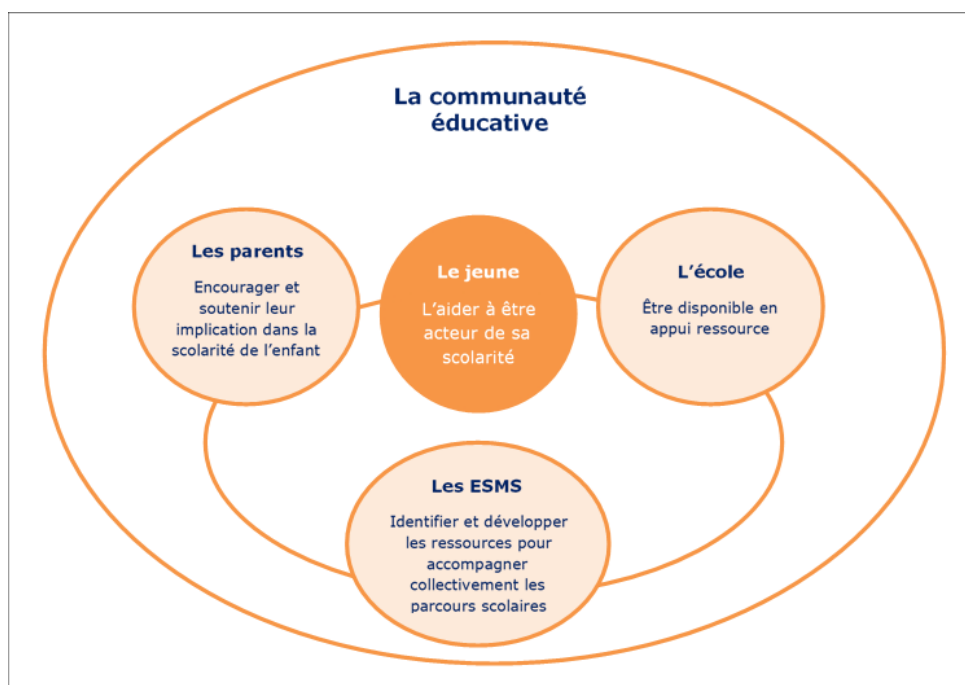 La communauté
éducative
Les parents
Encourager et
soutenir leur
implication dans la
scolarité de l'enfant
Le jeune
L'aider à être
acteur de sa
scolarité
L'école
Être disponible en
appui ressource
Les ESMS
Identifier et développer
les ressources pour
accompagner
collectivement les
parcours scolaires